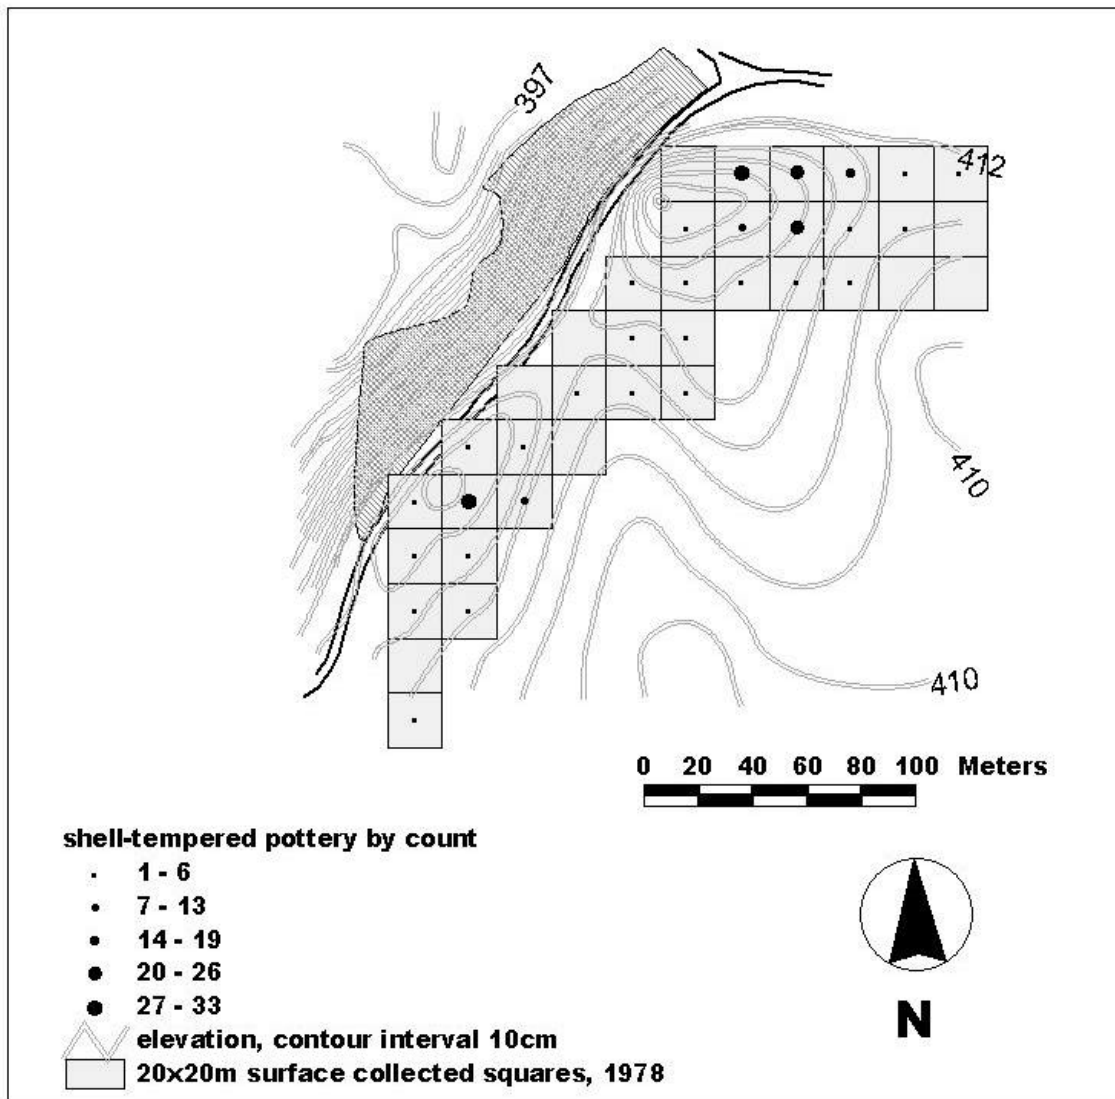 397
412
410
410
0 20 40 60 80 100 Meters
shell-tempered pottery by count
1 - 6
7 - 13
14 - 19
20 - 26
27 - 33
elevation, contour interval 10cm
20x20m surface collected squares, 1978
N